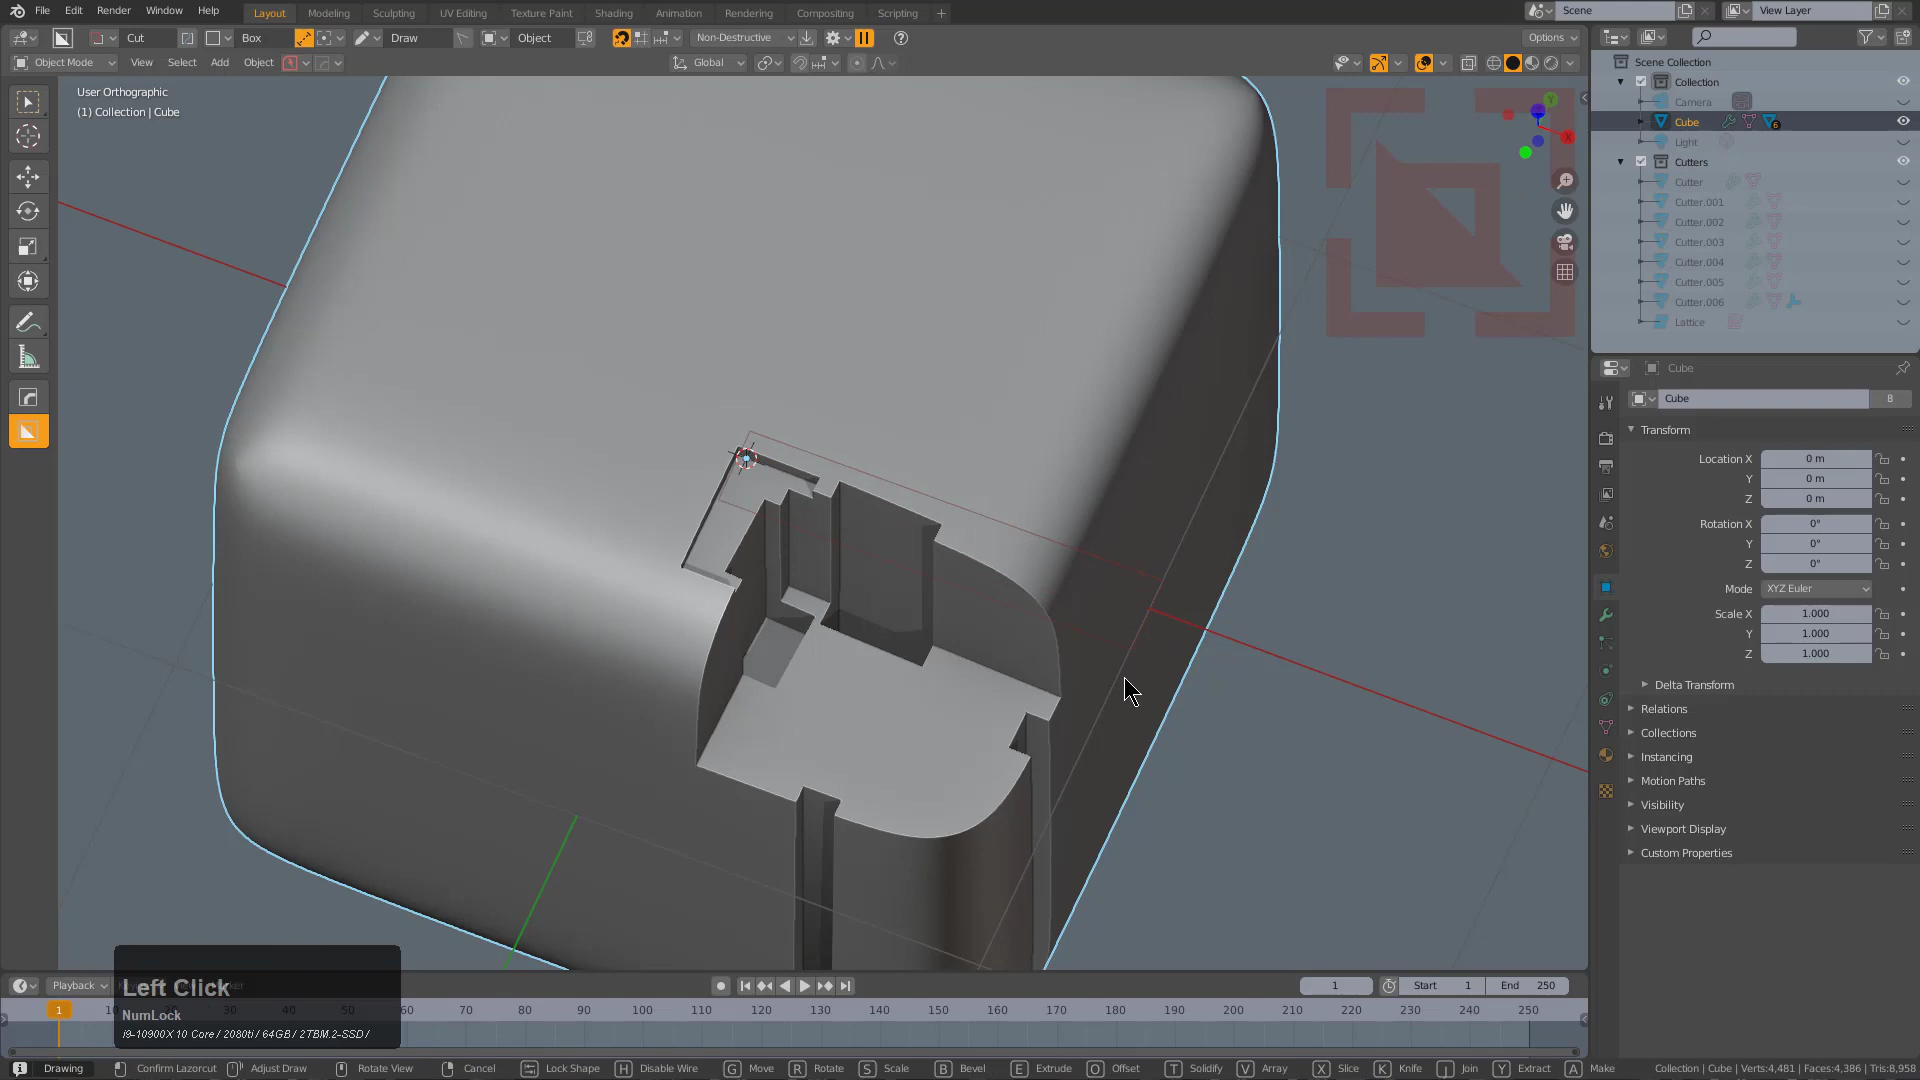 File Edit Render Window Help
Layout Modeling Sculpting UV Editing Texture Paint Shading Animation Rendering Compositing Scripting +
Scene View Layer
Cut Box Draw Object Non-Destructive Options
Object Mode View Select Add Object Global
User Orthographic
(1) Collection | Cube
Scene Collection
Collection
Camera
Cube 6
Light
Cutters
Cutter
Cutter.001
Cutter.002
Cutter.003
Cutter.004
Cutter.005
Cutter.006
Lattice
Y
X
Cube
Cube 8
Transform
Location X 0 m
Y 0 m
Z 0 m
Rotation X 0°
Y 0°
Z 0°
Mode XYZ Euler
Scale X 1.000
Y 1.000
Z 1.000
Delta Transform
Relations
Collections
Instancing
Motion Paths
Visibility
Viewport Display
Custom Properties
Left Click
NumLock
i9-10900X 10 Core / 2080ti / 64GB / 2TBM.2-SSD /
Playback 1 Start 1 End 250
1 10 30 40 50 60 70 80 90 100 110 120 130 140 150 160 170 180 190 200 210 220 230 240 250
Drawing Confirm Lazorcut Adjust Draw Rotate View Cancel Lock Shape H Disable Wire G Move R Rotate S Scale B Bevel E Extrude O Offset T Solidify V Array X Slice K Knife J Join Y Extract A Make Collection | Cube | Verts:4,481 | Faces:4,386 | Tris:8,958